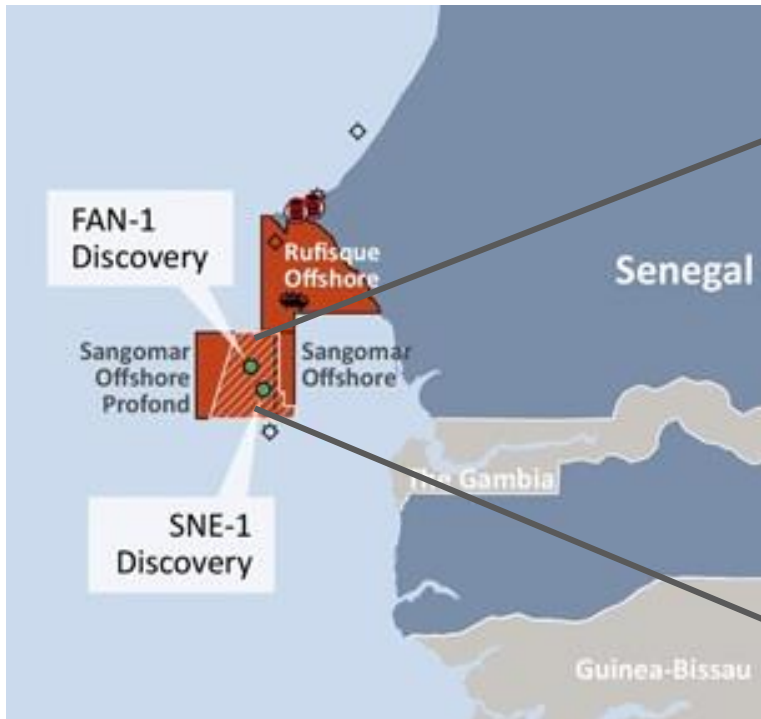 FAN-1
Discovery
Rufisque
Offshore
Senegal
Sangomar
Offshore
Profond
Sangomar
Offshore
The Gambia
SNE-1
Discovery
Guinea-Bissau